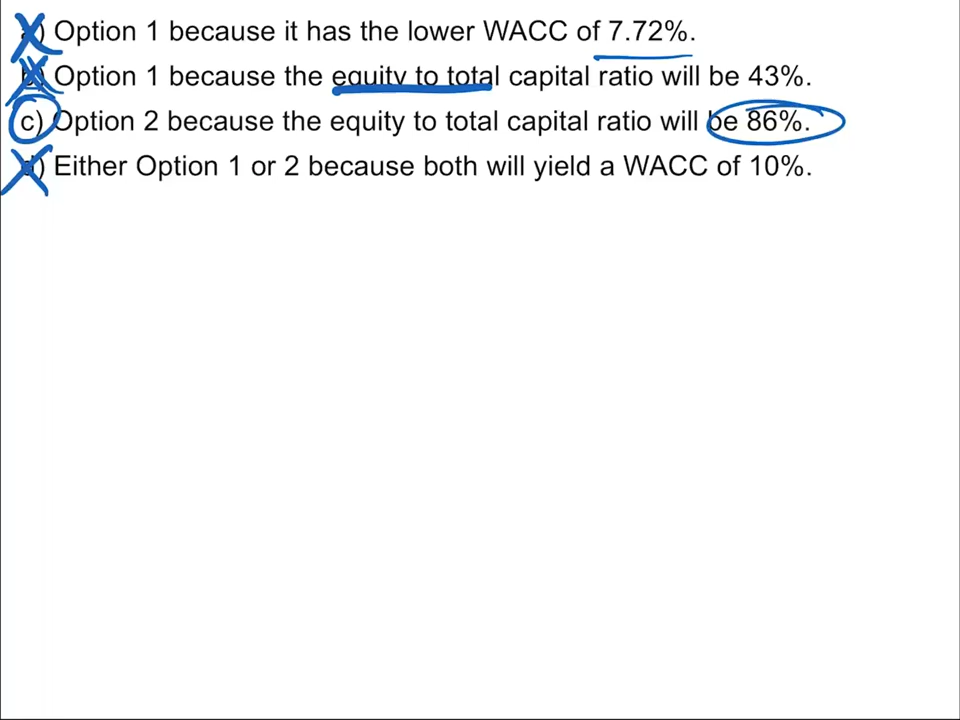 a) Option 1 because it has the lower WACC of 7.72%.
b) Option 1 because the equity to total capital ratio will be 43%.
c) Option 2 because the equity to total capital ratio will be 86%.
d) Either Option 1 or 2 because both will yield a WACC of 10%.